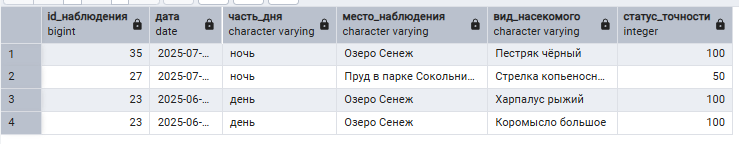 id_наблюдения дата часть_дня место_наблюдения вид_насекомого статус_точности
bigint date character varying character varying character varying integer
1 35 2025-07-... ночь Озеро Сенеж Пестряк чёрный 100
2 27 2025-07-... ночь Пруд в парке Сокольни... Стрелка копьеносн... 50
3 23 2025-06-... день Озеро Сенеж Харпалус рыжий 100
4 23 2025-06-... день Озеро Сенеж Коромысло большое 100